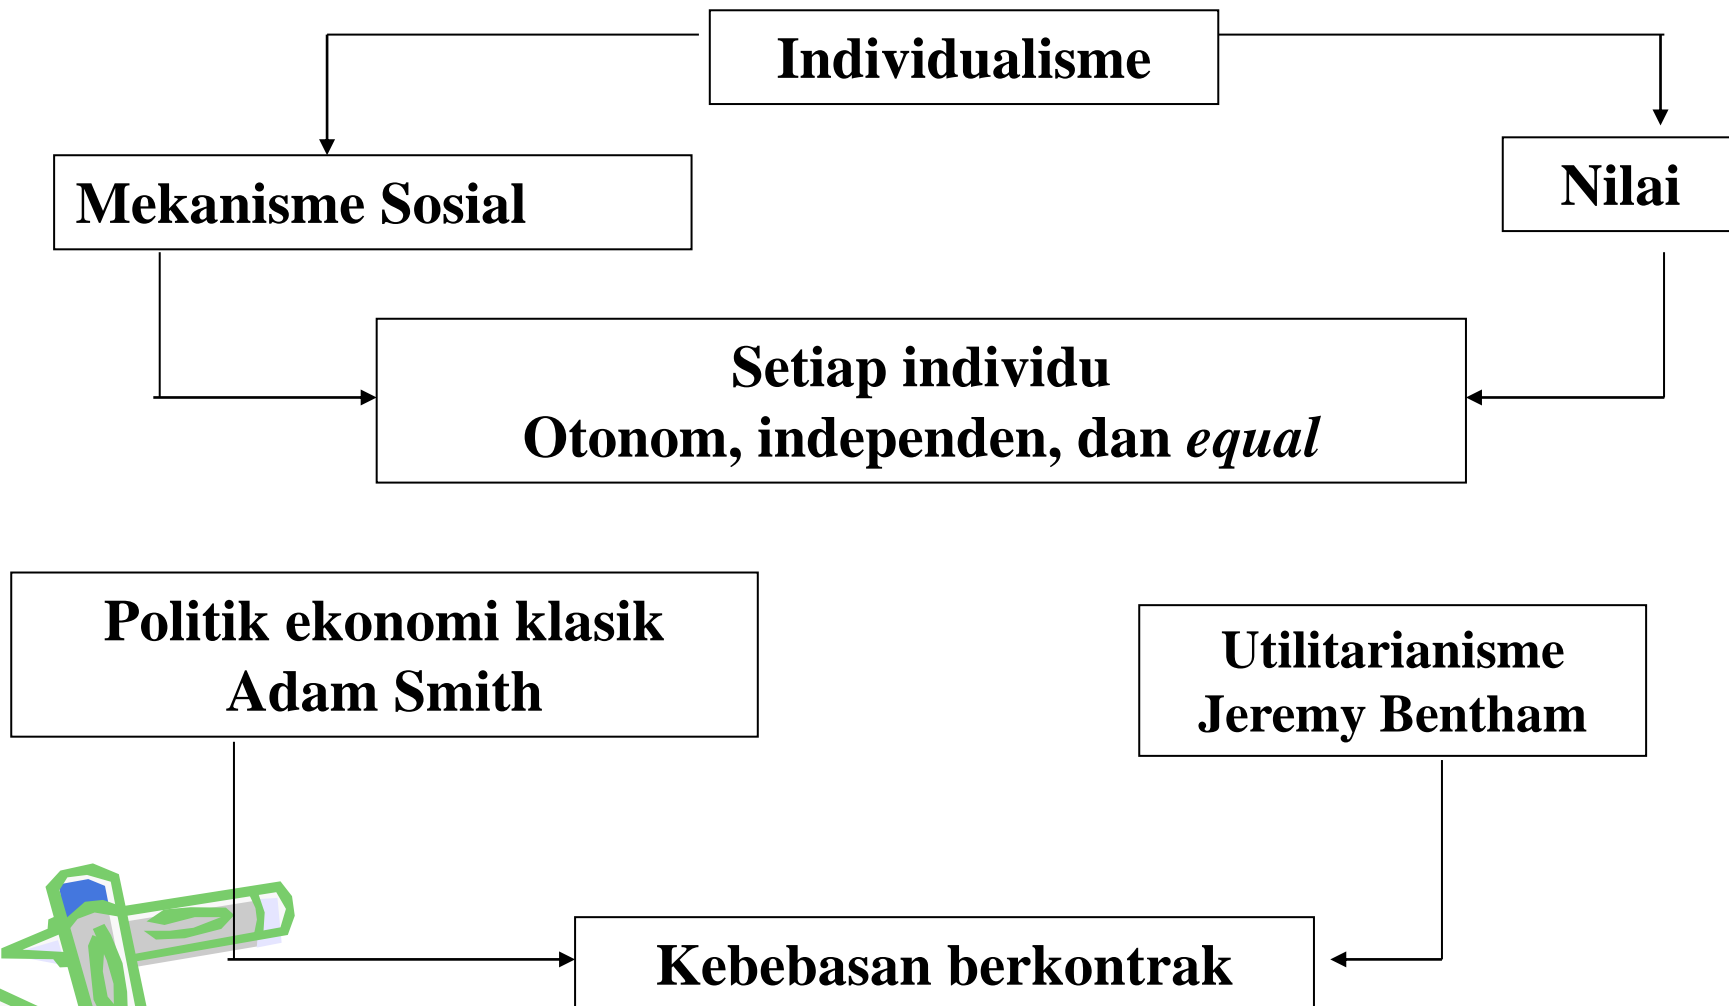 Individualisme
Mekanisme Sosial
Nilai
Setiap individu
Otonom, independen, dan equal
Politik ekonomi klasik
Adam Smith
Utilitarianisme
Jeremy Bentham
Kebebasan berkontrak